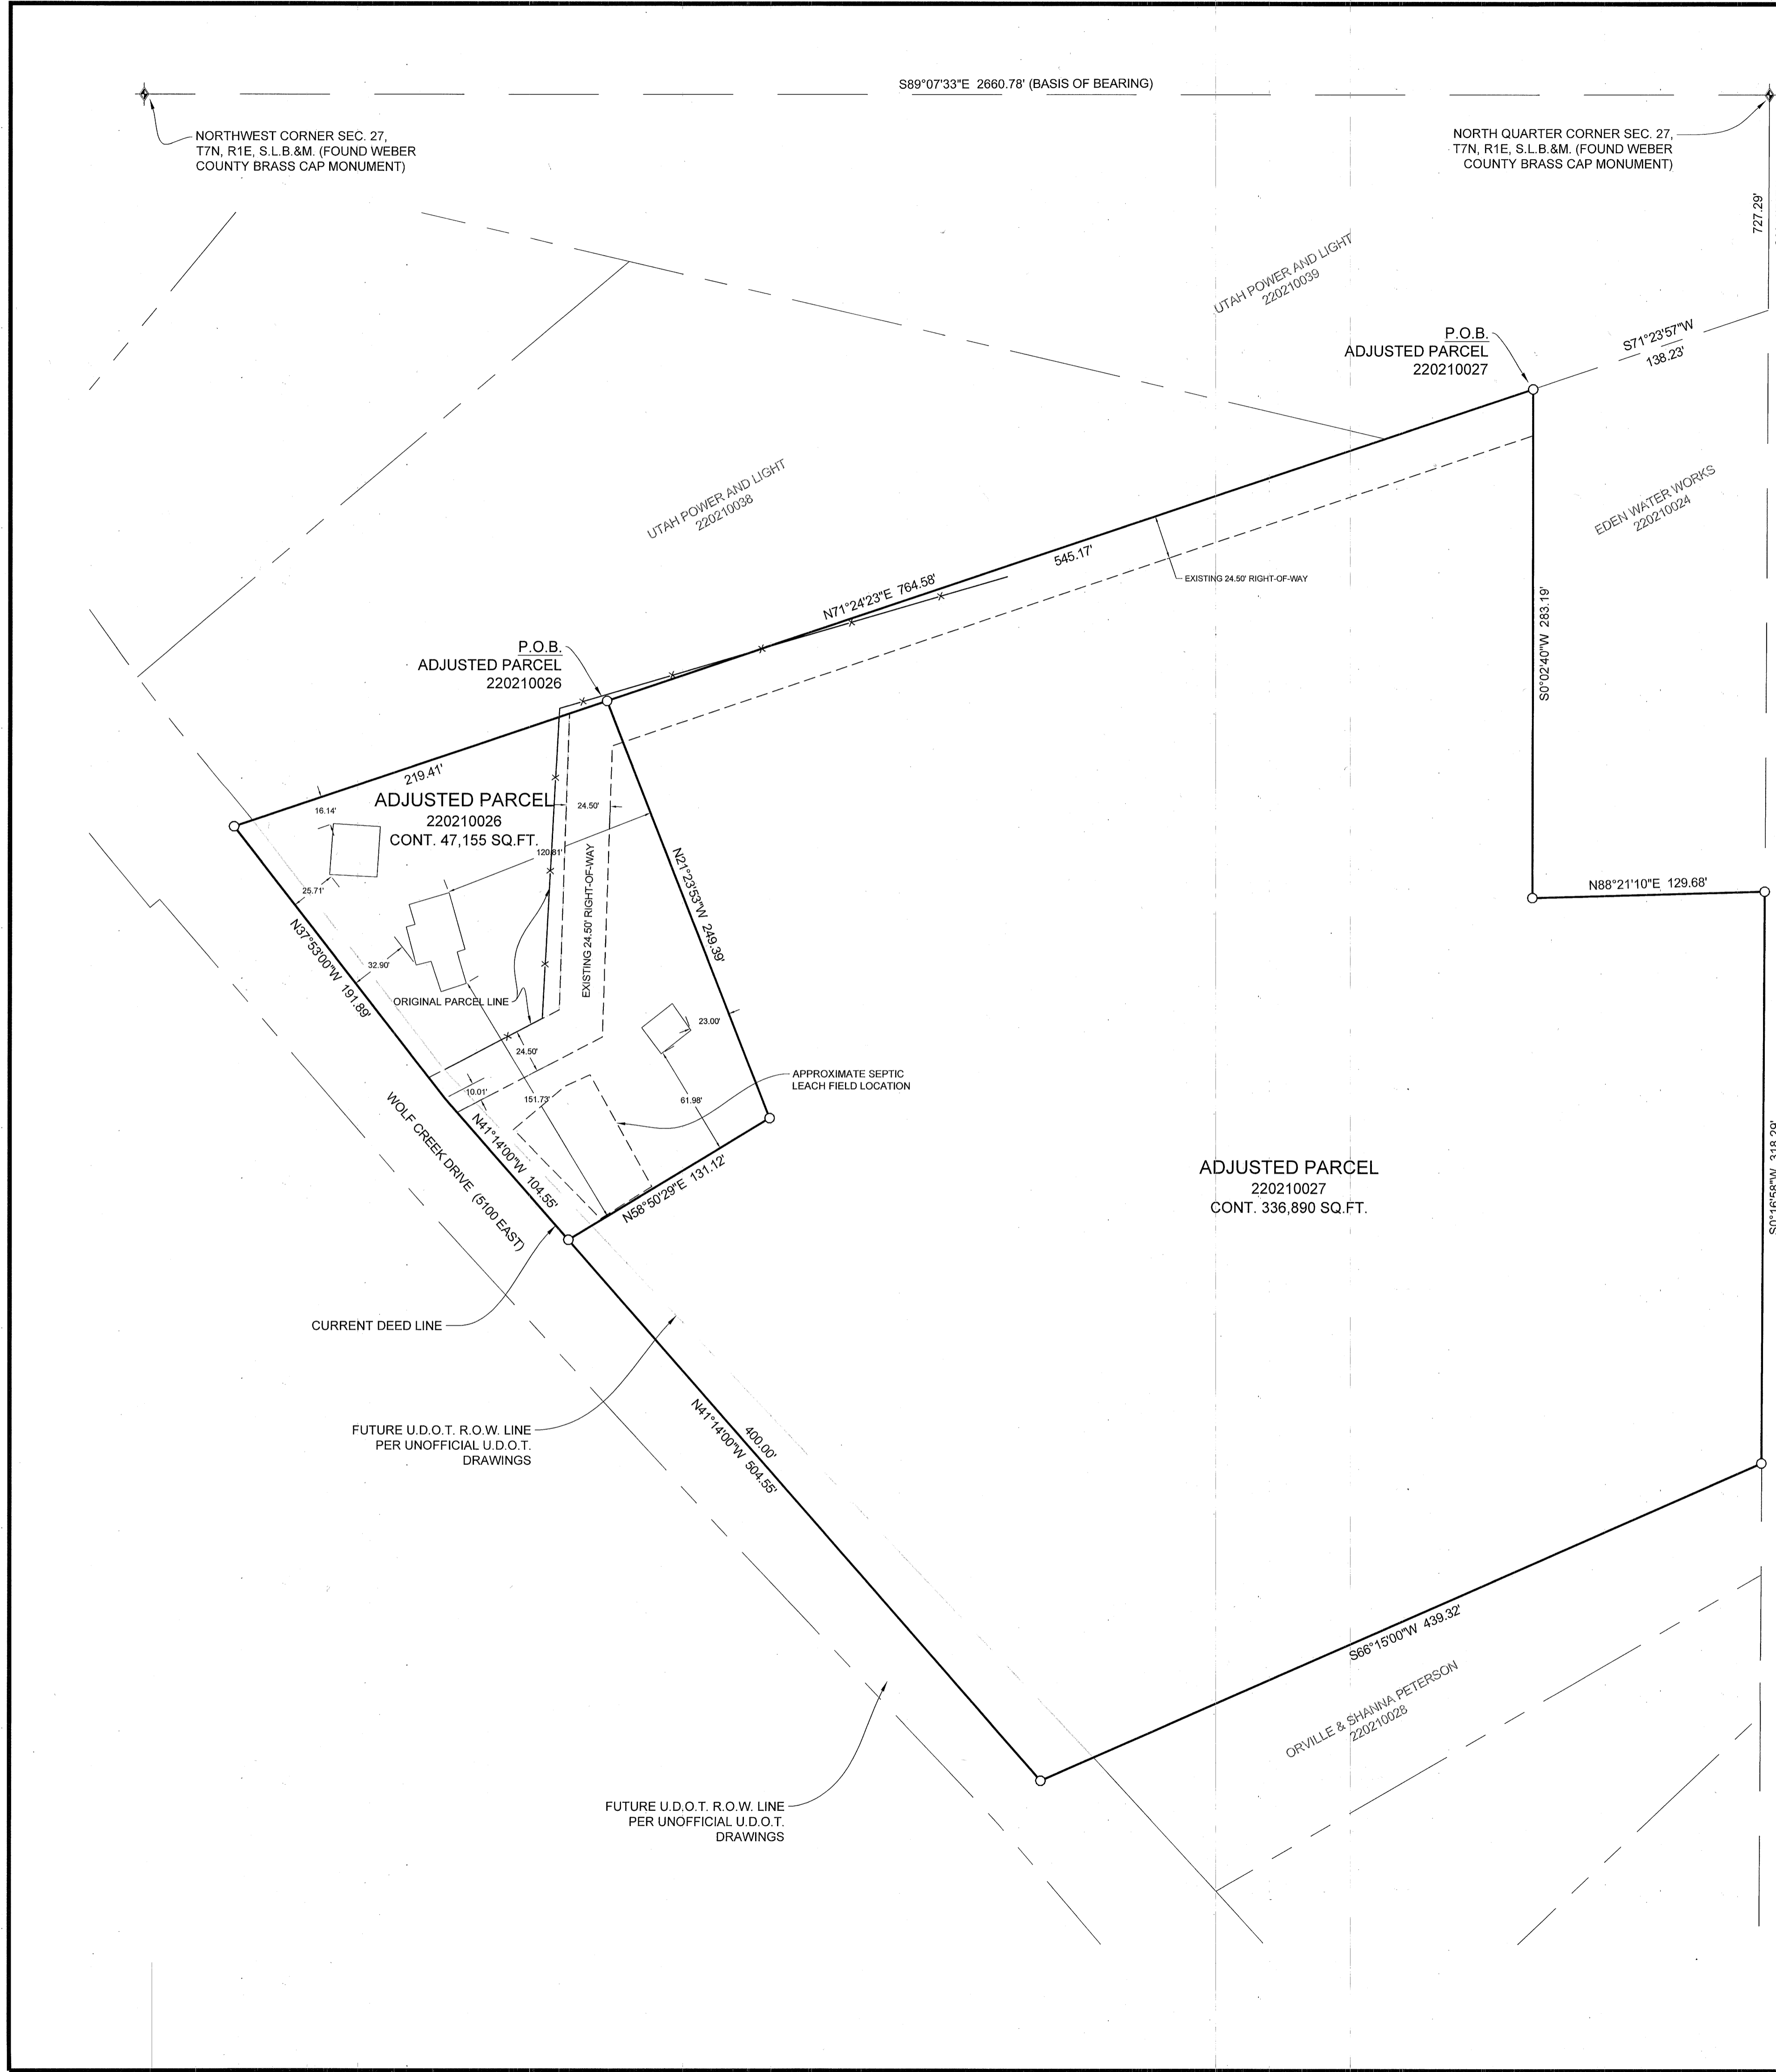 S89°07'33"E 2660.78' (BASIS OF BEARING)
NORTHWEST CORNER SEC. 27,
T7N, R1E, S.L.B.&M. (FOUND WEBER
COUNTY BRASS CAP MONUMENT)
NORTH QUARTER CORNER SEC. 27,
T7N, R1E, S.L.B.&M. (FOUND WEBER
COUNTY BRASS CAP MONUMENT)
727.29'
UTAH POWER AND LIGHT
220210039
P.O.B.
ADJUSTED PARCEL
220210027
S71°23'57"W
138.23'
UTAH POWER AND LIGHT
220210038
EDEN WATER WORKS
220210024
545.17'
EXISTING 24.50' RIGHT-OF-WAY
N71°24'23"E 764.58'
S0°02'40"W 283.19'
P.O.B.
ADJUSTED PARCEL
220210026
219.41'
16.14'
ADJUSTED PARCEL
220210026
CONT. 47,155 SQ.FT.
24.50'
120.81'
EXISTING 24.50' RIGHT-OF-WAY
25.71'
N21°23'53"W 249.39'
N88°21'10"E 129.68'
N37°53'00"W 191.89'
32.90'
ORIGINAL PARCEL LINE
23.00'
24.50'
APPROXIMATE SEPTIC
LEACH FIELD LOCATION
10.01'
151.73'
61.98'
WOLF CREEK DRIVE (5100 EAST)
N41°14'00"W 104.55'
N58°50'29"E 131.12'
ADJUSTED PARCEL
220210027
CONT. 336,890 SQ.FT.
S0°16'58"W 318.29'
CURRENT DEED LINE
FUTURE U.D.O.T. R.O.W. LINE
PER UNOFFICIAL U.D.O.T.
DRAWINGS
400.00'
N41°14'00"W 504.55'
S66°15'00"W 439.32'
ORVILLE & SHANNA PETERSON
220210028
FUTURE U.D.O.T. R.O.W. LINE
PER UNOFFICIAL U.D.O.T.
DRAWINGS